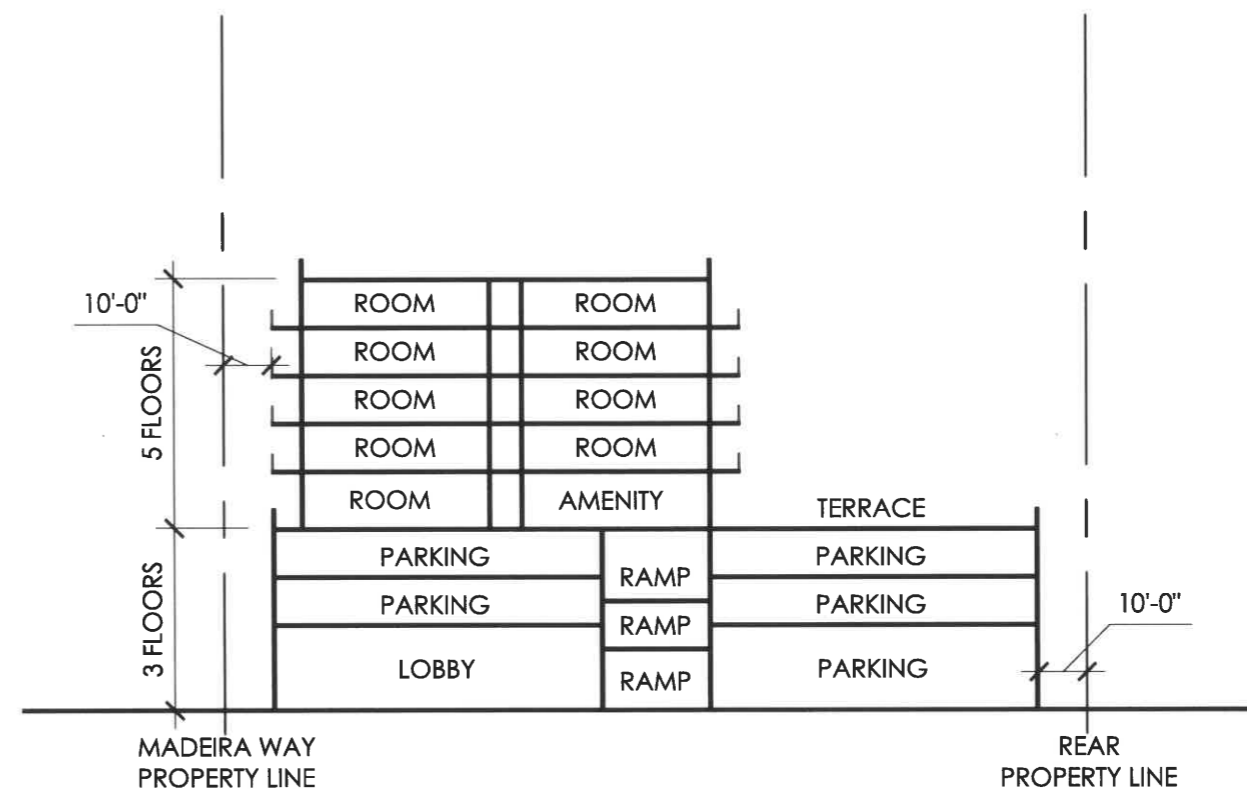 ROOM ROOM
10'-0"
ROOM ROOM
5 FLOORS
ROOM ROOM
ROOM ROOM
ROOM AMENITY
TERRACE
PARKING PARKING
RAMP
PARKING PARKING
10'-0"
RAMP
3 FLOORS
LOBBY PARKING
RAMP
MADEIRA WAY
PROPERTY LINE
REAR
PROPERTY LINE